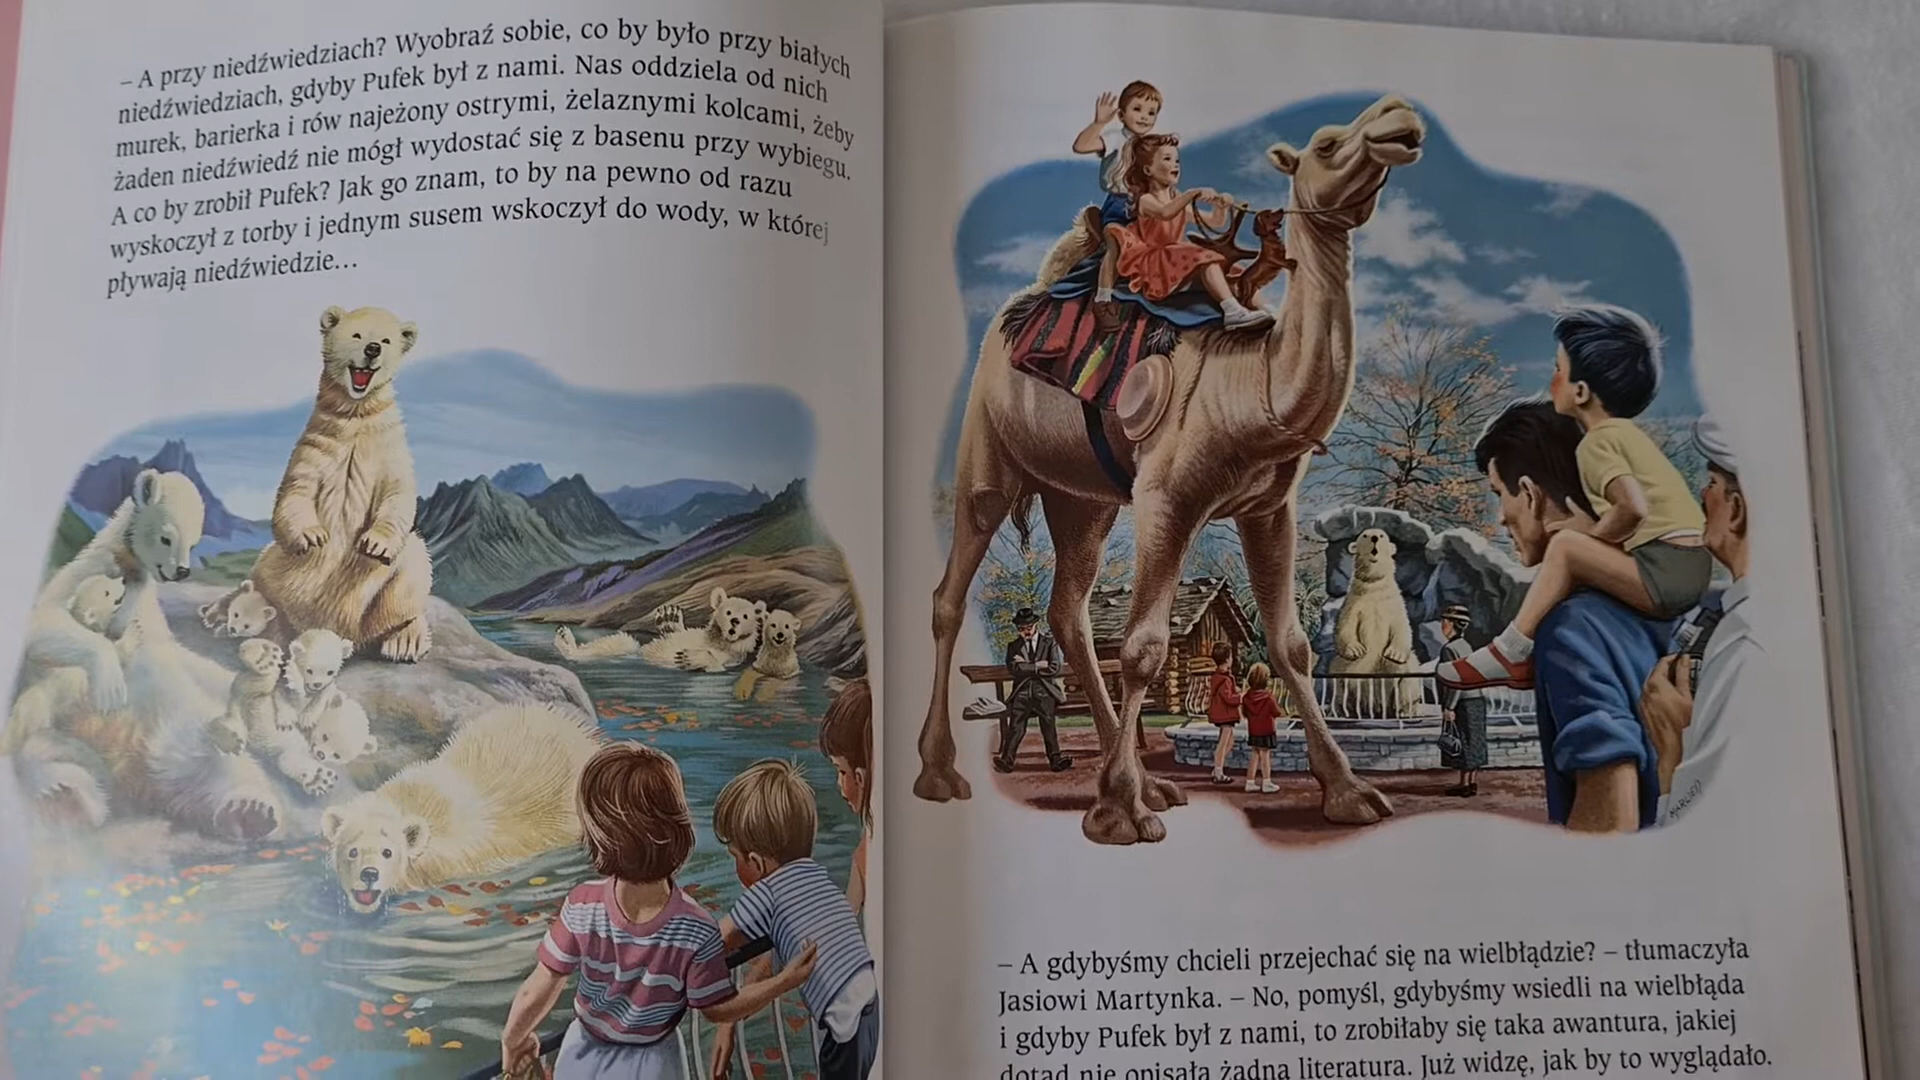 – A przy niedźwiedziach? Wyobraź sobie, co by było przy białych
niedźwiedziach, gdyby Pufek był z nami. Nas oddziela od nich
murek, barierka i rów najeżony ostrymi, żelaznymi kolcami, żeby
żaden niedźwiedź nie mógł wydostać się z basenu przy wybiegu.
A co by zrobił Pufek? Jak go znam, to by na pewno od razu
wyskoczył z torby i jednym susem wskoczył do wody, w której
pływają niedźwiedzie…
MARLIER
– A gdybyśmy chcieli przejechać się na wielbłądzie? – tłumaczyła
Jasiowi Martynka. – No, pomyśl, gdybyśmy wsiedli na wielbłąda
i gdyby Pufek był z nami, to zrobiłaby się taka awantura, jakiej
dotąd nie opisała żadna literatura. Już widzę, jak by to wyglądało.